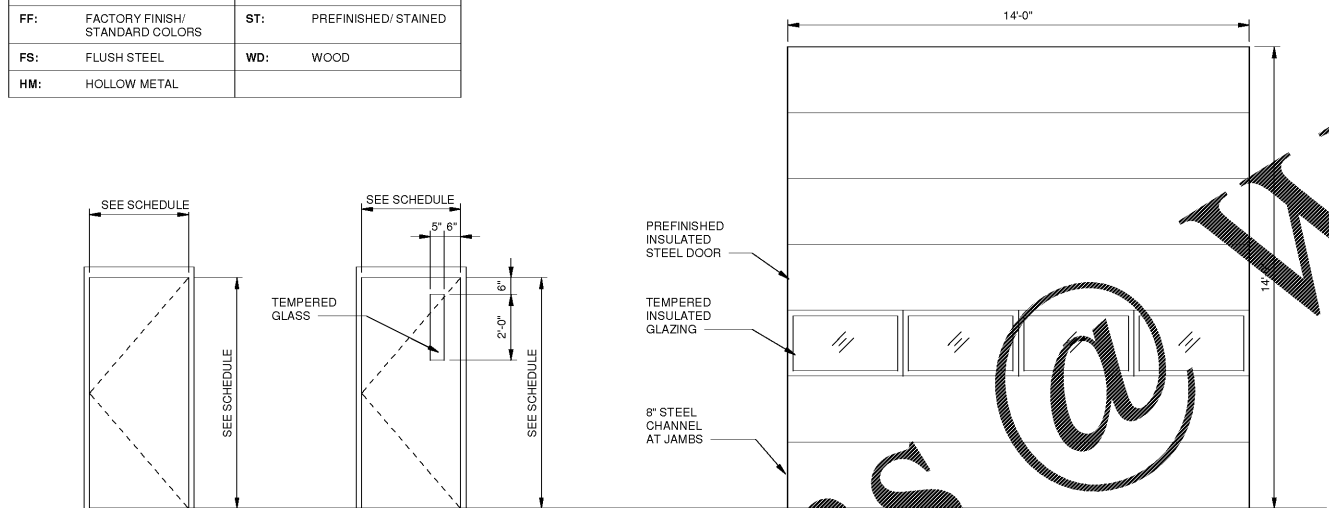 FF: FACTORY FINISH/ ST: PREFINISHED/ STAINED
STANDARD COLORS
FS: FLUSH STEEL WD: WOOD
HM: HOLLOW METAL
14'-0"
SEE SCHEDULE
SEE SCHEDULE
5" 6"
6"
2'-0"
TEMPERED
GLASS
SEE SCHEDULE
SEE SCHEDULE
PREFINISHED
INSULATED
STEEL DOOR
TEMPERED
INSULATED
GLAZING
8" STEEL
CHANNEL
AT JAMBS
s @ w